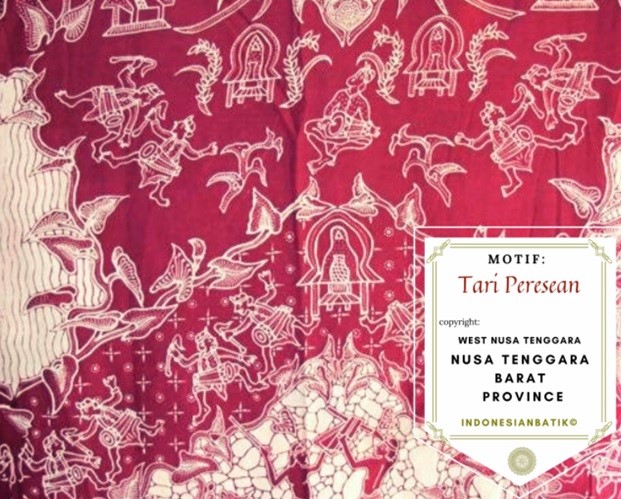 MOTIF:
Tari Peresean
copyright:
WEST NUSA TENGGARA
NUSA TENGGARA
BARAT
PROVINCE
INDONESIANBATIK©